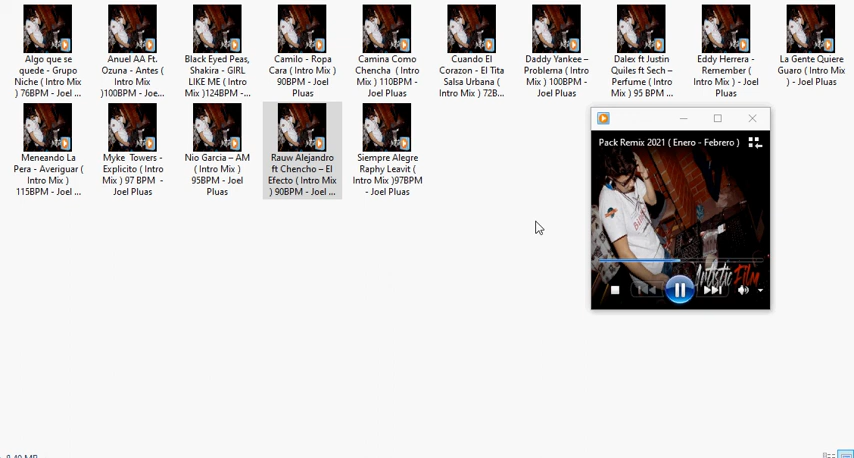 Algo que se
quede - Grupo
Niche ( Intro Mix
) 76BPM - Joel ...
Anuel AA Ft.
Ozuna - Antes (
Intro Mix
)100BPM - Joe...
Black Eyed Peas,
Shakira - GIRL
LIKE ME ( Intro
Mix )124BPM -...
Camilo - Ropa
Cara ( Intro Mix )
90BPM - Joel
Pluas
Camina Como
Chencha ( Intro
Mix ) 110BPM -
Joel Pluas
Cuando El
Corazon - El Tita
Salsa Urbana (
Intro Mix ) 72B...
Daddy Yankee –
Problema ( Intro
Mix ) 100BPM -
Joel Pluas
Dalex ft Justin
Quiles ft Sech –
Perfume ( Intro
Mix ) 95 BPM ...
Eddy Herrera -
Remember (
Intro Mix ) - Joel
Pluas
La Gente Quiere
Guaro ( Intro Mix
) - Joel Pluas
Meneando La
Pera - Averiguar (
Intro Mix )
115BPM - Joel ...
Myke Towers -
Explicito ( Intro
Mix ) 97 BPM -
Joel Pluas
Nio Garcia – AM
( Intro Mix )
95BPM - Joel
Pluas
Rauw Alejandro
ft Chencho – El
Efecto ( Intro Mix
) 90BPM - Joel ...
Siempre Alegre
Raphy Leavit (
Intro Mix )97BPM
- Joel Pluas
Pack Remix 2021 ( Enero - Febrero )
Artistic Film